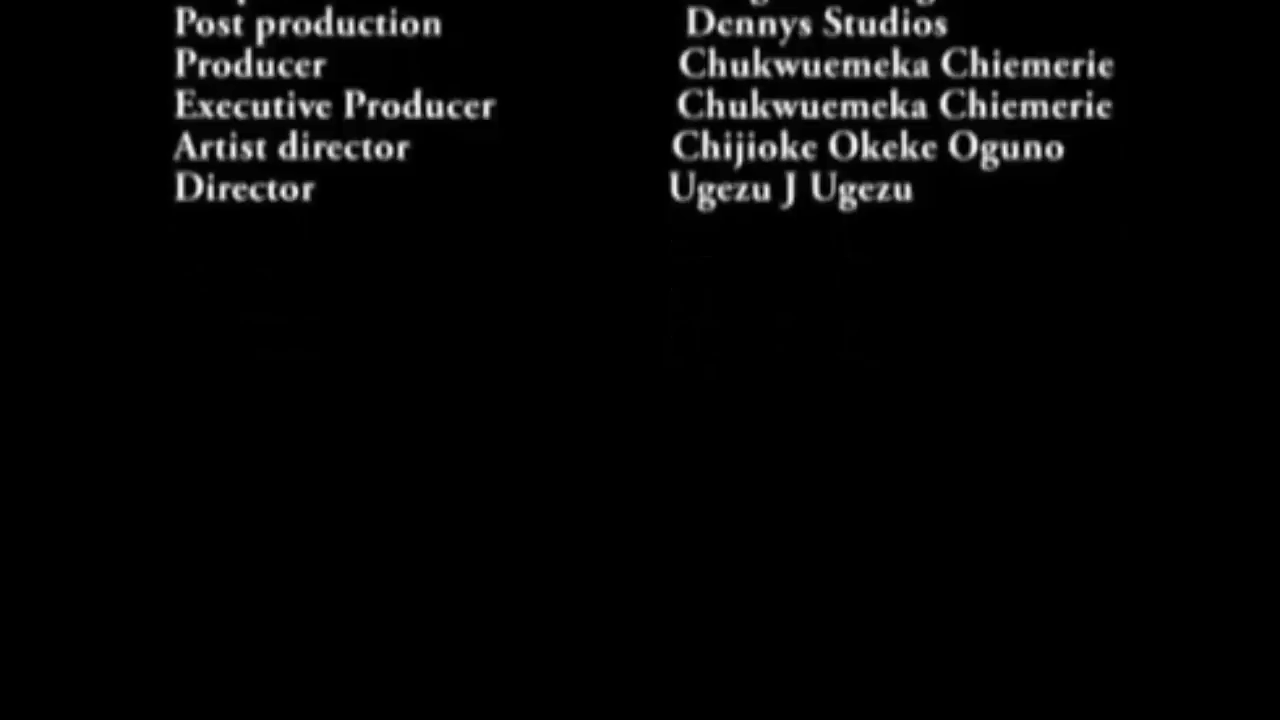 Post production Dennys Studios
Producer Chukwuemeka Chiemerie
Executive Producer Chukwuemeka Chiemerie
Artist director Chijioke Okeke Oguno
Director Ugezu J Ugezu